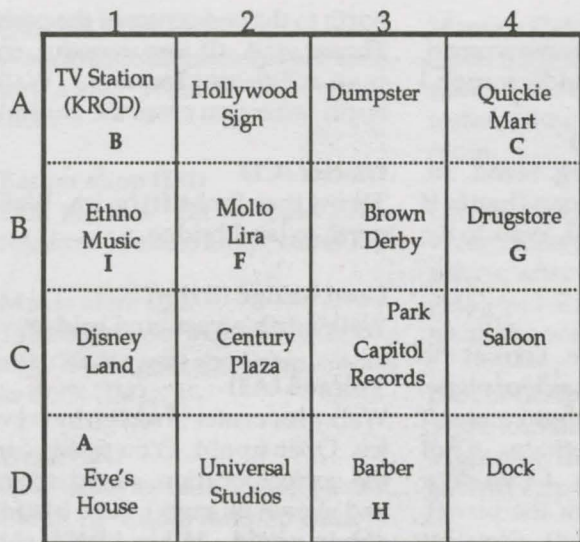 1 2 3 4
A
TV Station
(KROD)
B
Hollywood
Sign
Dumpster
Quickie
Mart
C
B
Ethno
Music
I
Molto
Lira
F
Brown
Derby
Drugstore
G
C
Disney
Land
Century
Plaza
Park
Capitol
Records
Saloon
D
A
Eve's
House
Universal
Studios
Barber
H
Dock